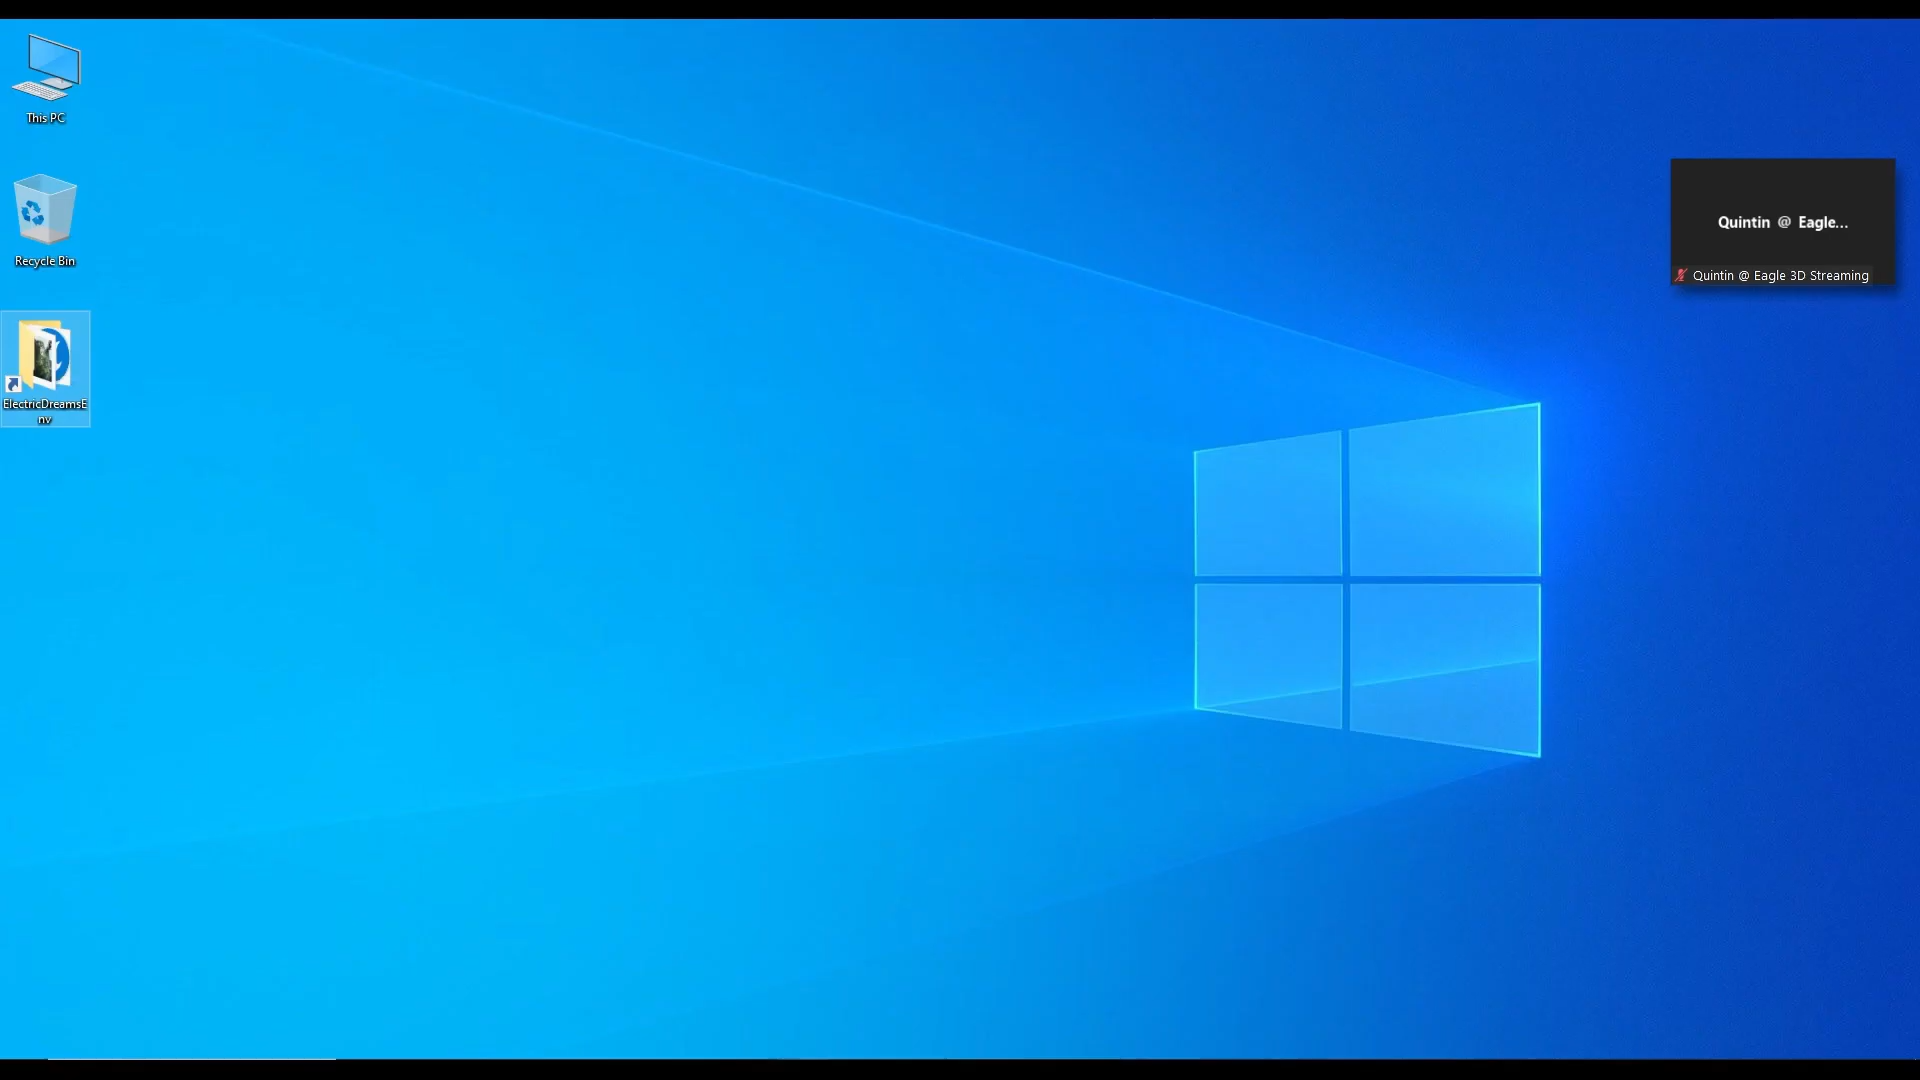 This PC
Recycle Bin
ElectricDreamsE
nv
Quintin @ Eagle...
Quintin @ Eagle 3D Streaming